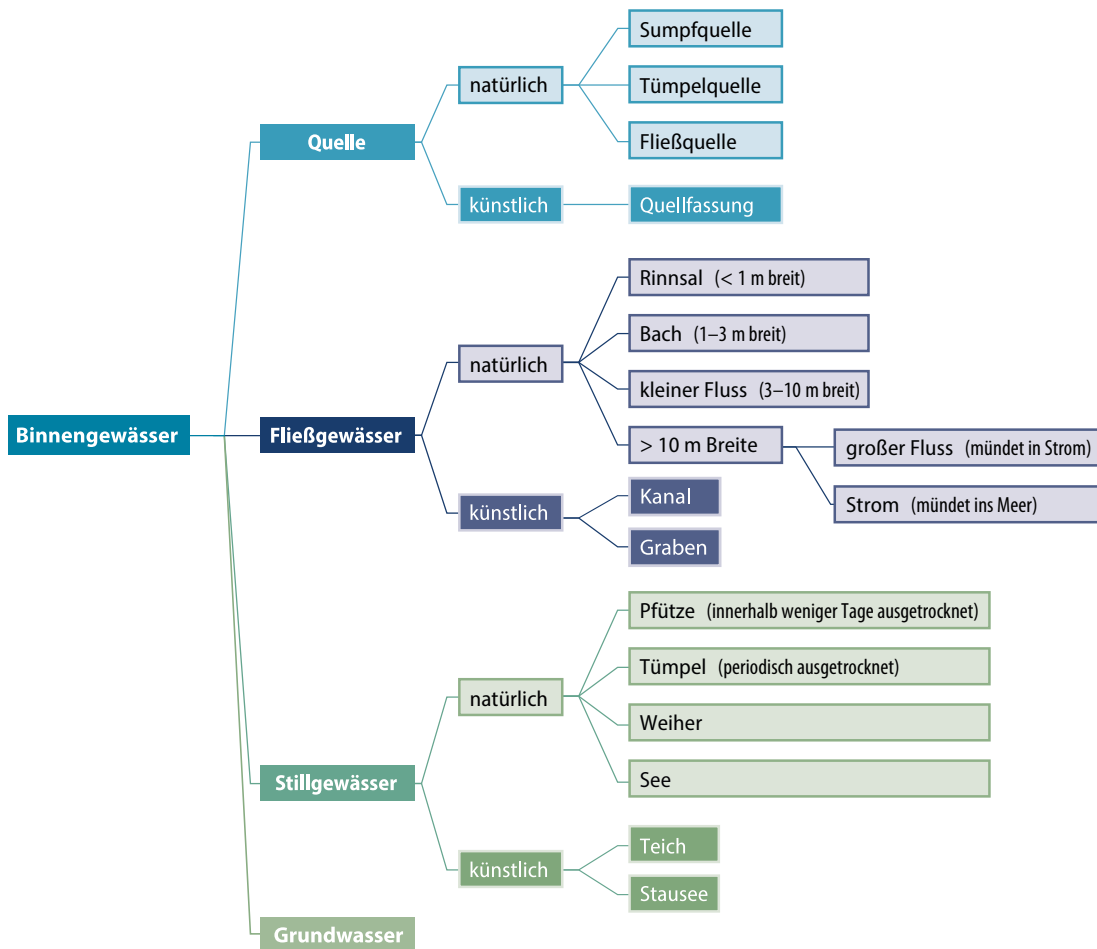 Sumpfquelle
natürlich
Tümpelquelle
Quelle
Fließquelle
künstlich
Quellfassung
Rinnsal (< 1 m breit)
Bach (1–3 m breit)
natürlich
kleiner Fluss (3–10 m breit)
Binnengewässer
Fließgewässer
> 10 m Breite
großer Fluss (mündet in Strom)
künstlich
Kanal
Strom (mündet ins Meer)
Graben
Pfütze (innerhalb weniger Tage ausgetrocknet)
Tümpel (periodisch ausgetrocknet)
natürlich
Weiher
Stillgewässer
See
künstlich
Teich
Stausee
Grundwasser